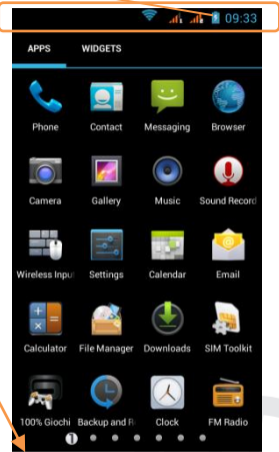 09:33
APPS WIDGETS
Phone Contact Messaging Browser
Camera Gallery Music Sound Record
Wireless Inpu Settings Calendar Email
Calculator File Manager Downloads SIM Toolkit
100% Giochi Backup and R Clock FM Radio
1